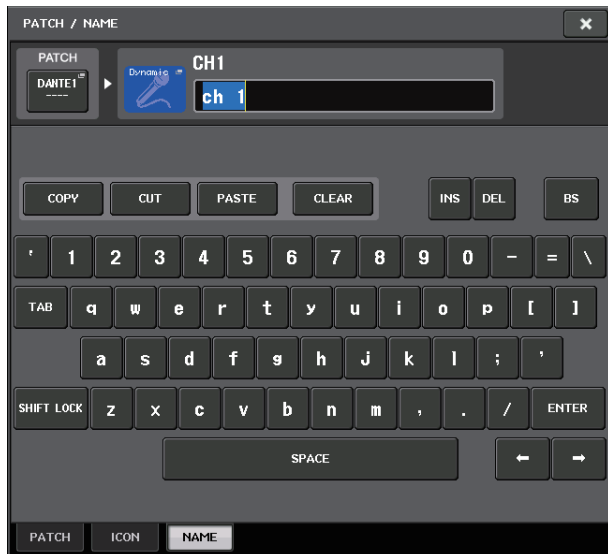 PATCH / NAME
×
PATCH
DANTE1
----
Dynamic
CH1
ch 1
COPY CUT PASTE CLEAR INS DEL BS
' 1 2 3 4 5 6 7 8 9 0 - = \
TAB q w e r t y u i o p [ ]
a s d f g h j k l ; '
SHIFT LOCK z x c v b n m , . / ENTER
SPACE ← →
PATCH ICON NAME